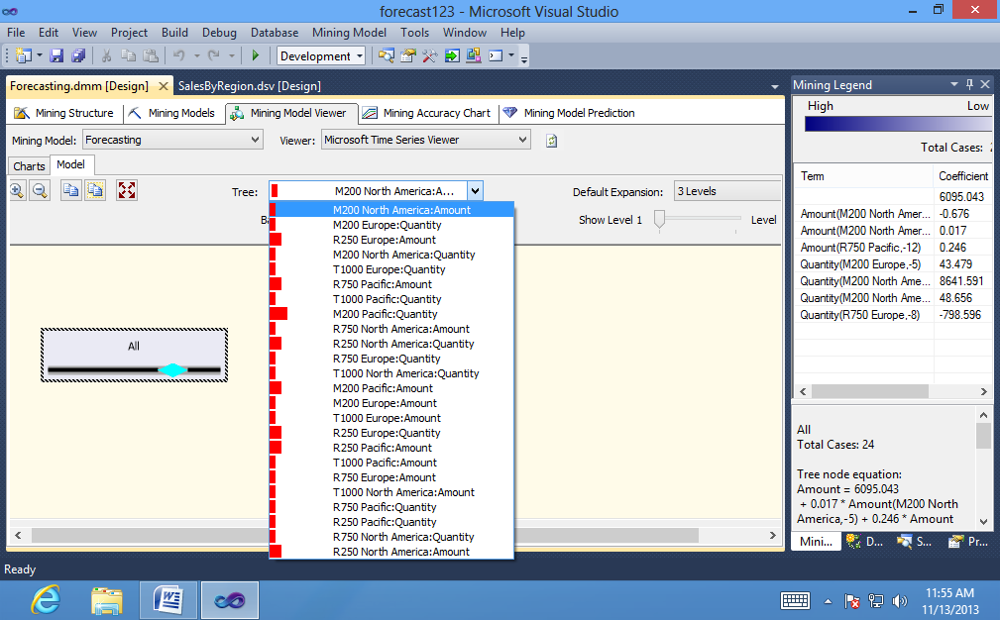 forecast123 - Microsoft Visual Studio
File Edit View Project Build Debug Database Mining Model Tools Window Help
Development
Forecasting.dmm [Design] SalesByRegion.dsv [Design]
Mining Structure Mining Models Mining Model Viewer Mining Accuracy Chart Mining Model Prediction
Mining Model: Forecasting Viewer: Microsoft Time Series Viewer
Charts Model
Tree: M200 North America:A... Default Expansion: 3 Levels
Ba Show Level 1 Level
M200 North America:Amount
M200 Europe:Quantity
R250 Europe:Amount
M200 North America:Quantity
T1000 Europe:Quantity
R750 Pacific:Amount
T1000 Pacific:Quantity
M200 Pacific:Quantity
R750 North America:Amount
R250 North America:Quantity
R750 Europe:Quantity
T1000 North America:Quantity
M200 Pacific:Amount
M200 Europe:Amount
T1000 Europe:Amount
R250 Europe:Quantity
R250 Pacific:Amount
T1000 Pacific:Amount
R750 Europe:Amount
T1000 North America:Amount
R750 Pacific:Quantity
R250 Pacific:Quantity
R750 North America:Quantity
R250 North America:Amount
All
Mining Legend
High Low
Total Cases:
Term Coefficient
6095.043
Amount(M200 North Amer... -0.676
Amount(M200 North Amer... 0.017
Amount(R750 Pacific,-12) 0.246
Quantity(M200 Europe,-5) 43.479
Quantity(M200 North Ame... 8641.591
Quantity(M200 North Ame... 48.656
Quantity(R750 Europe,-8) -798.596
All
Total Cases: 24
Tree node equation:
Amount = 6095.043
+ 0.017 * Amount(M200 North
America,-5) + 0.246 * Amount
Mini... D... S... Pr...
Ready
11:55 AM
11/13/2013